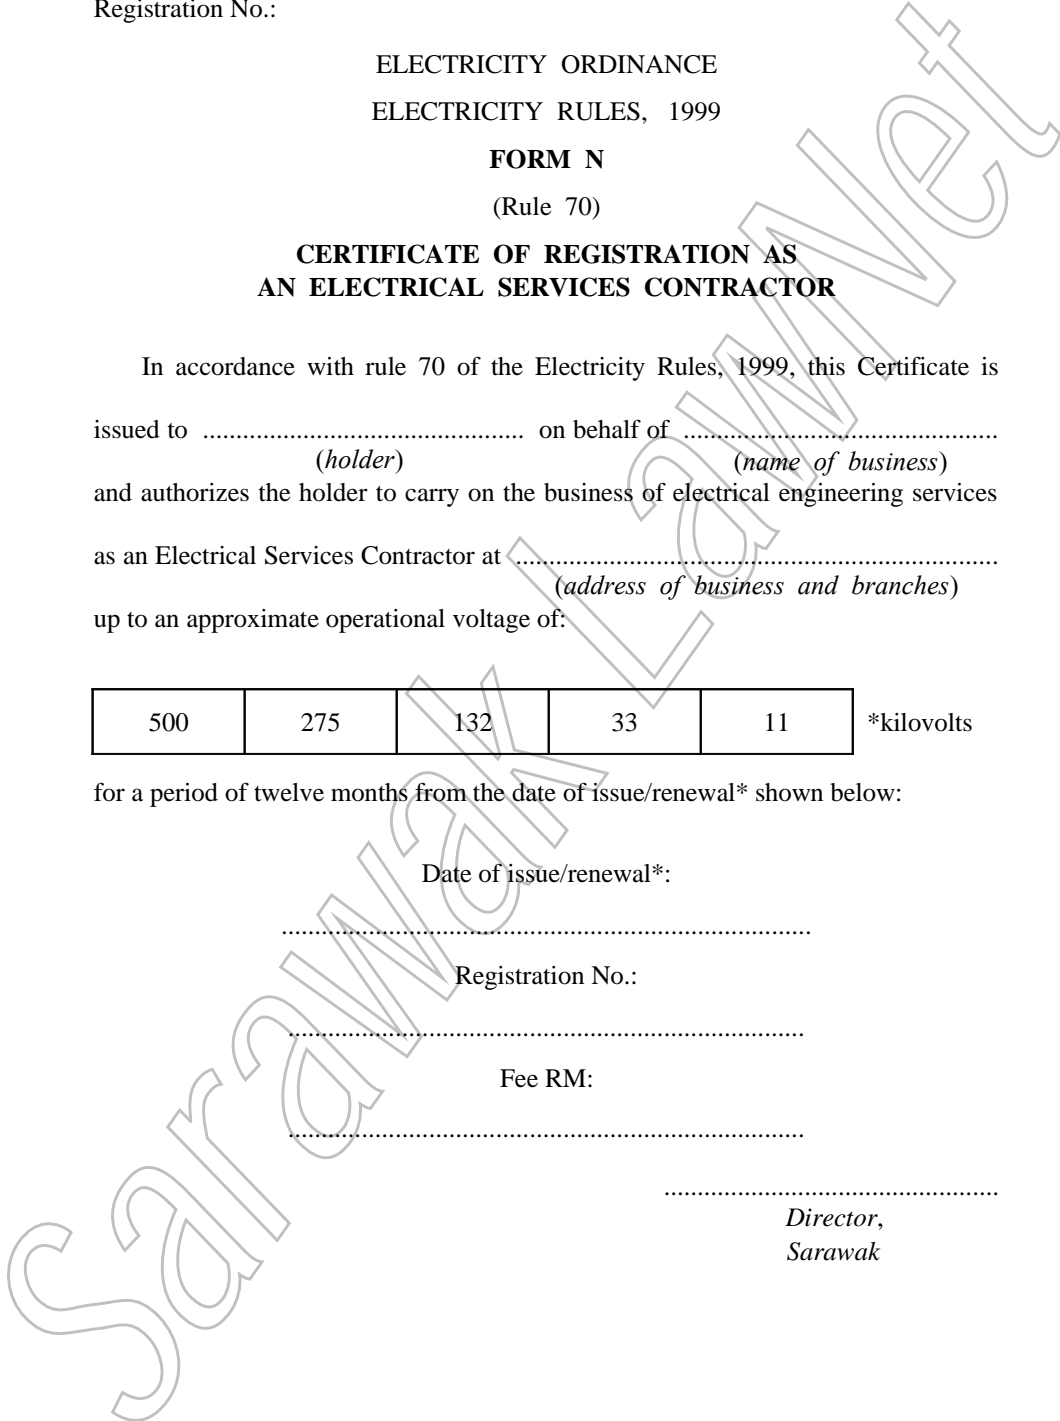 Registration No.:
ELECTRICITY ORDINANCE
ELECTRICITY RULES, 1999
FORM N
(Rule 70)
CERTIFICATE OF REGISTRATION AS
AN ELECTRICAL SERVICES CONTRACTOR
In accordance with rule 70 of the Electricity Rules, 1999, this Certificate is
issued to ................................................ on behalf of ...............................................
(holder) (name of business)
and authorizes the holder to carry on the business of electrical engineering services
as an Electrical Services Contractor at ........................................................................
(address of business and branches)
up to an approximate operational voltage of:
500 275 132 33 11 *kilovolts
for a period of twelve months from the date of issue/renewal* shown below:
Date of issue/renewal*:
...............................................................................
Registration No.:
.............................................................................
Fee RM:
.............................................................................
..................................................
Director,
Sarawak
Sarawak LawNet